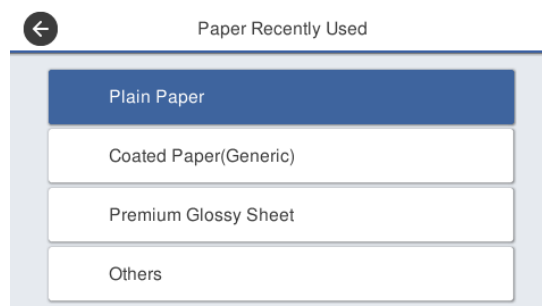 Paper Recently Used
Plain Paper
Coated Paper(Generic)
Premium Glossy Sheet
Others